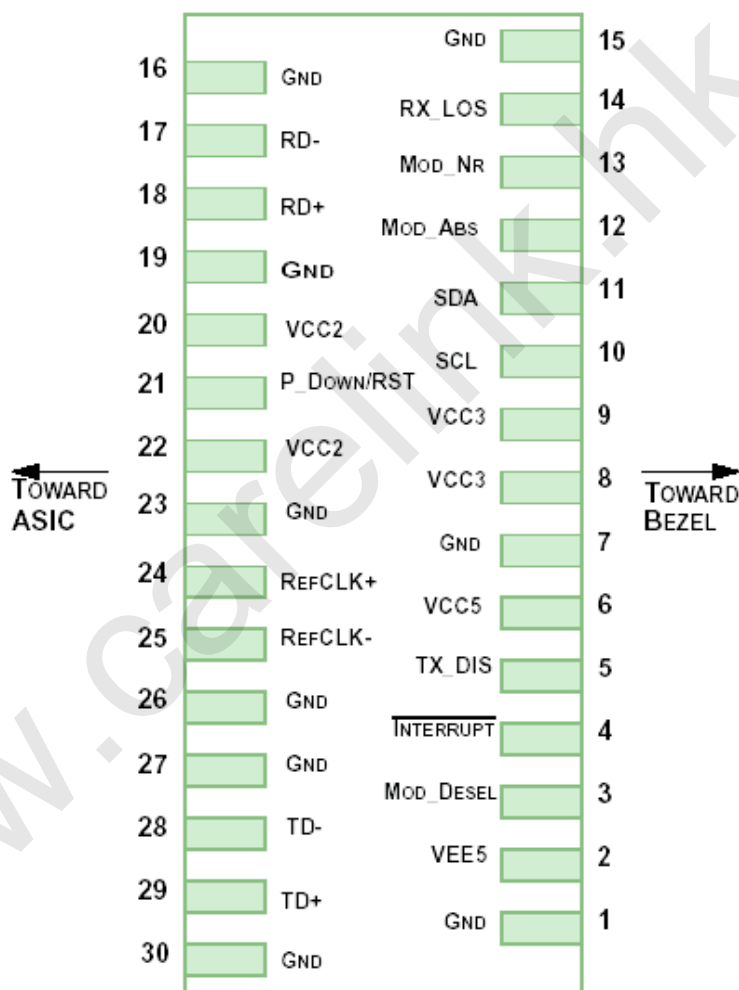 GND 15
16 GND
RX_LOS 14
17 RD-
MOD_NR 13
18 RD+
MOD_ABS 12
19 GND
SDA 11
20 VCC2
SCL 10
21 P_DOWN/RST
VCC3 9
22 VCC2
VCC3 8
TOWARD
ASIC
TOWARD
BEZEL
23 GND
GND 7
24 REFCLK+
VCC5 6
25 REFCLK-
TX_DIS 5
26 GND
INTERRUPT 4
27 GND
MOD_DESEL 3
28 TD-
VEE5 2
29 TD+
GND 1
30 GND
w.carelink.hk